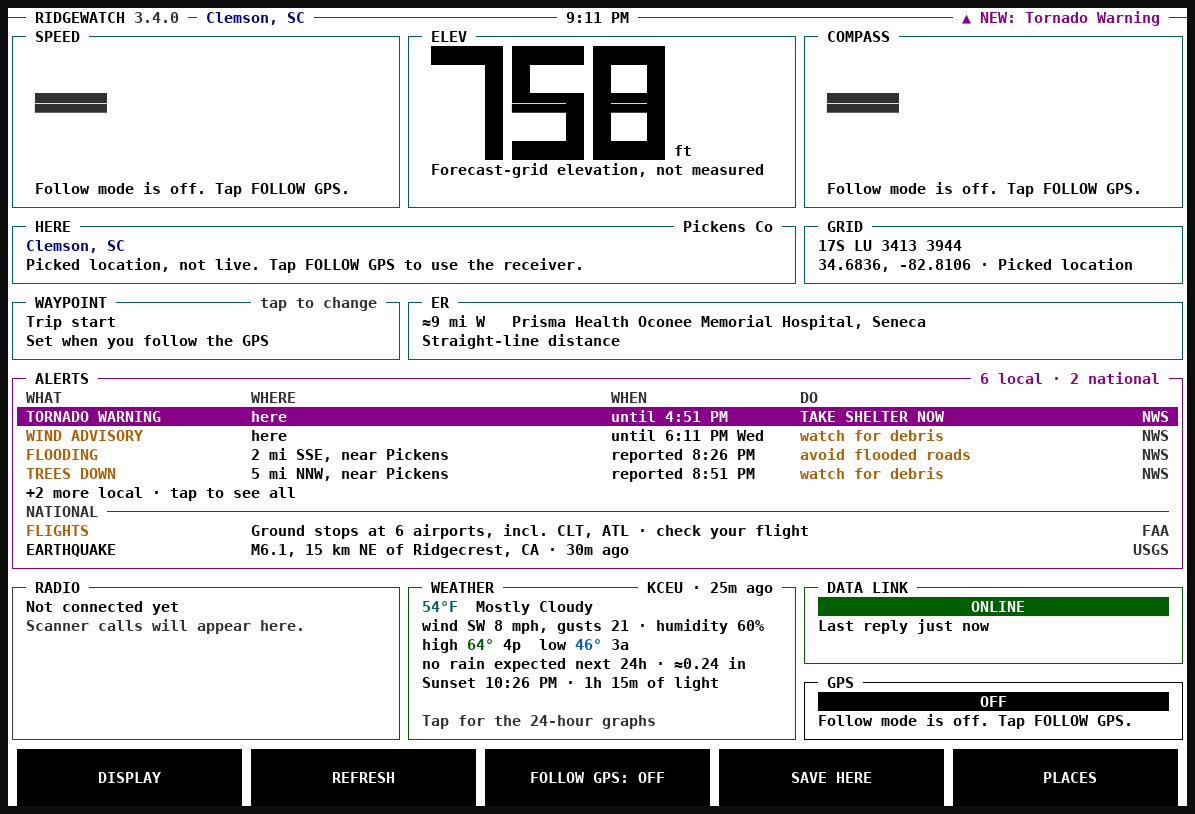 RIDGEWATCH 3.4.0 — Clemson, SC 9:11 PM ▲ NEW: Tornado Warning
SPEED ELEV COMPASS
758 ft
Forecast-grid elevation, not measured
Follow mode is off. Tap FOLLOW GPS. Follow mode is off. Tap FOLLOW GPS.
HERE Pickens Co GRID
Clemson, SC 17S LU 3413 3944
Picked location, not live. Tap FOLLOW GPS to use the receiver. 34.6836, -82.8106 · Picked location
WAYPOINT tap to change ER
Trip start ≈9 mi W Prisma Health Oconee Memorial Hospital, Seneca
Set when you follow the GPS Straight-line distance
ALERTS 6 local · 2 national
WHAT WHERE WHEN DO
TORNADO WARNING here until 4:51 PM TAKE SHELTER NOW NWS
WIND ADVISORY here until 6:11 PM Wed watch for debris NWS
FLOODING 2 mi SSE, near Pickens reported 8:26 PM avoid flooded roads NWS
TREES DOWN 5 mi NNW, near Pickens reported 8:51 PM watch for debris NWS
+2 more local · tap to see all
NATIONAL
FLIGHTS Ground stops at 6 airports, incl. CLT, ATL · check your flight FAA
EARTHQUAKE M6.1, 15 km NE of Ridgecrest, CA · 30m ago USGS
RADIO WEATHER KCEU · 25m ago DATA LINK
Not connected yet 54°F Mostly Cloudy ONLINE
Scanner calls will appear here. wind SW 8 mph, gusts 21 · humidity 60% Last reply just now
high 64° 4p low 46° 3a
no rain expected next 24h · ≈0.24 in
Sunset 10:26 PM · 1h 15m of light GPS
OFF
Tap for the 24-hour graphs Follow mode is off. Tap FOLLOW GPS.
DISPLAY REFRESH FOLLOW GPS: OFF SAVE HERE PLACES